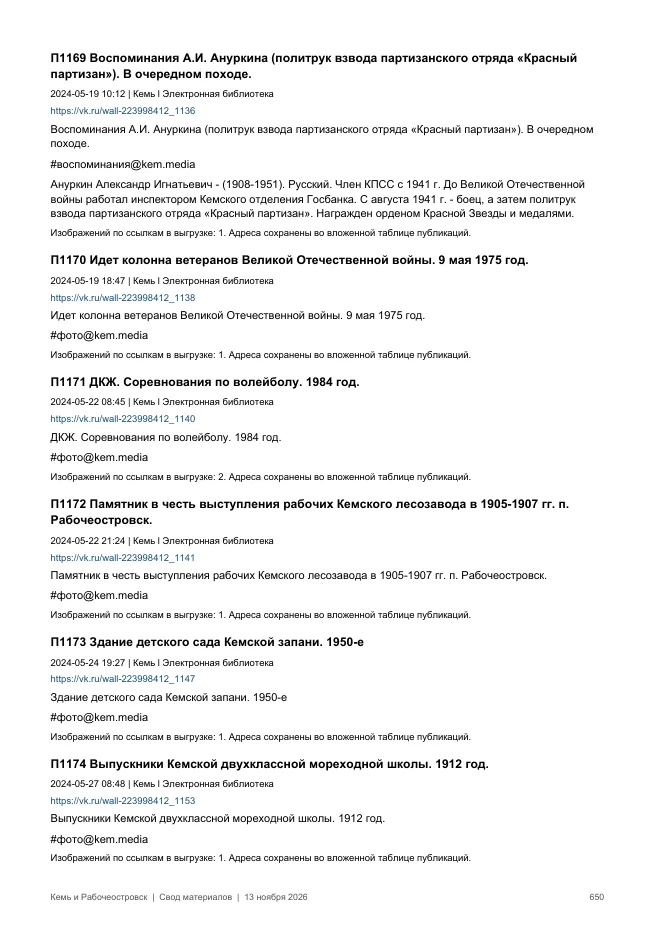 П1169 Воспоминания А.И. Ануркина (политрук взвода партизанского отряда «Красный
партизан»). В очередном походе.
2024-05-19 10:12 | Кемь I Электронная библиотека
https://vk.ru/wall-223998412_1136
Воспоминания А.И. Ануркина (политрук взвода партизанского отряда «Красный партизан»). В очередном
походе.
#воспоминания@kem.media
Ануркин Александр Игнатьевич - (1908-1951). Русский. Член КПСС с 1941 г. До Великой Отечественной
войны работал инспектором Кемского отделения Госбанка. С августа 1941 г. - боец, а затем политрук
взвода партизанского отряда «Красный партизан». Награжден орденом Красной Звезды и медалями.
Изображений по ссылкам в выгрузке: 1. Адреса сохранены во вложенной таблице публикаций.
П1170 Идет колонна ветеранов Великой Отечественной войны. 9 мая 1975 год.
2024-05-19 18:47 | Кемь I Электронная библиотека
https://vk.ru/wall-223998412_1138
Идет колонна ветеранов Великой Отечественной войны. 9 мая 1975 год.
#фото@kem.media
Изображений по ссылкам в выгрузке: 1. Адреса сохранены во вложенной таблице публикаций.
П1171 ДКЖ. Соревнования по волейболу. 1984 год.
2024-05-22 08:45 | Кемь I Электронная библиотека
https://vk.ru/wall-223998412_1140
ДКЖ. Соревнования по волейболу. 1984 год.
#фото@kem.media
Изображений по ссылкам в выгрузке: 2. Адреса сохранены во вложенной таблице публикаций.
П1172 Памятник в честь выступления рабочих Кемского лесозавода в 1905-1907 гг. п.
Рабочеостровск.
2024-05-22 21:24 | Кемь I Электронная библиотека
https://vk.ru/wall-223998412_1141
Памятник в честь выступления рабочих Кемского лесозавода в 1905-1907 гг. п. Рабочеостровск.
#фото@kem.media
Изображений по ссылкам в выгрузке: 1. Адреса сохранены во вложенной таблице публикаций.
П1173 Здание детского сада Кемской запани. 1950-е
2024-05-24 19:27 | Кемь I Электронная библиотека
https://vk.ru/wall-223998412_1147
Здание детского сада Кемской запани. 1950-е
#фото@kem.media
Изображений по ссылкам в выгрузке: 1. Адреса сохранены во вложенной таблице публикаций.
П1174 Выпускники Кемской двухклассной мореходной школы. 1912 год.
2024-05-27 08:48 | Кемь I Электронная библиотека
https://vk.ru/wall-223998412_1153
Выпускники Кемской двухклассной мореходной школы. 1912 год.
#фото@kem.media
Изображений по ссылкам в выгрузке: 1. Адреса сохранены во вложенной таблице публикаций.
Кемь и Рабочеостровск | Свод материалов | 13 ноября 2026 650